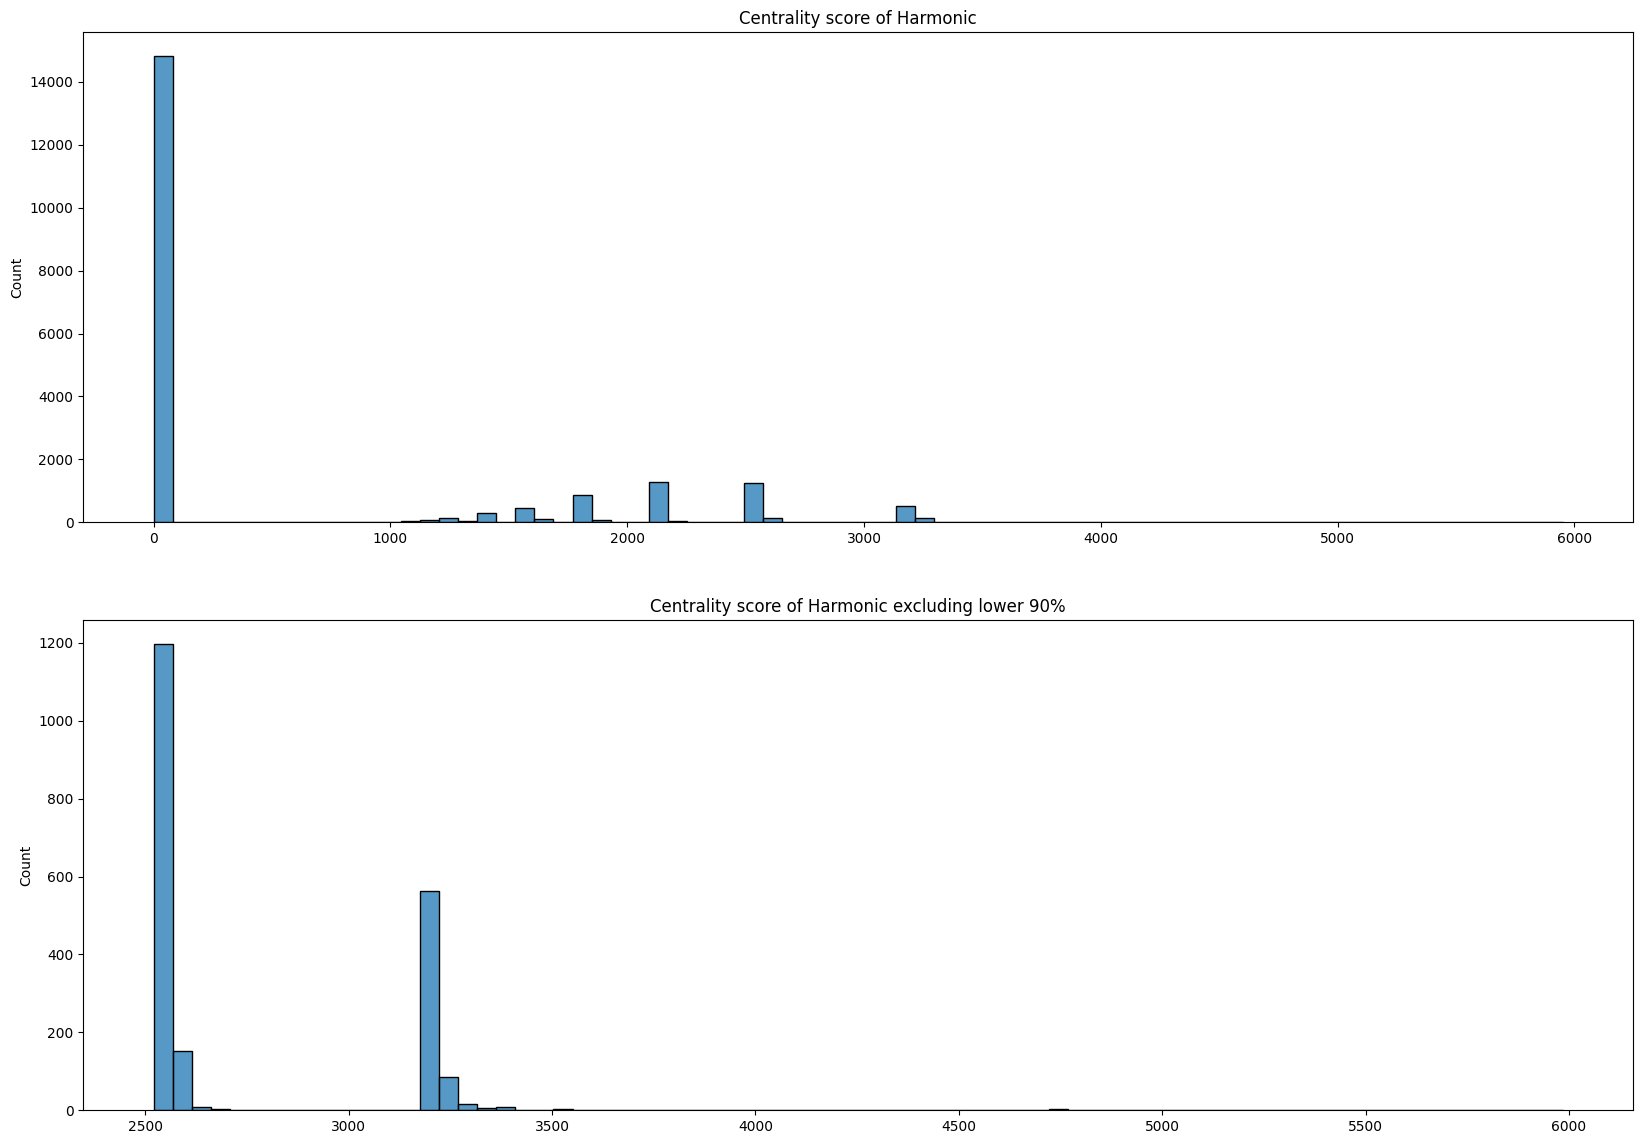 Centrality score of Harmonic
Count
14000
12000
10000
8000
6000
4000
2000
0
0 1000 2000 3000 4000 5000 6000
Centrality score of Harmonic excluding lower 90%
Count
1200
1000
800
600
400
200
0
2500 3000 3500 4000 4500 5000 5500 6000